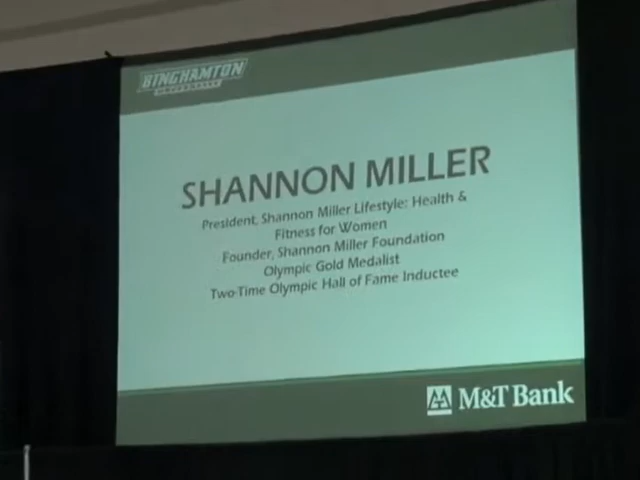 BINGHAMTON
UNIVERSITY
SHANNON MILLER
President, Shannon Miller Lifestyle: Health &
Fitness for Women
Founder, Shannon Miller Foundation
Olympic Gold Medalist
Two-Time Olympic Hall of Fame Inductee
M&T Bank